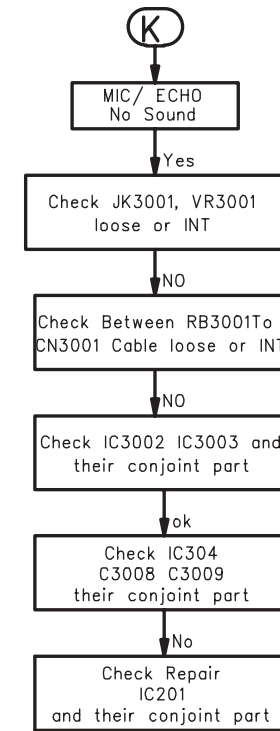 K
MIC/ ECHO
No Sound
Yes
Check JK3001, VR3001
loose or INT
NO
Check Between RB3001To
CN3001 Cable loose or INT
NO
Check IC3002 IC3003 and
their conjoint part
ok
Check IC304
C3008 C3009
their conjoint part
No
Check Repair
IC201
and their conjoint part